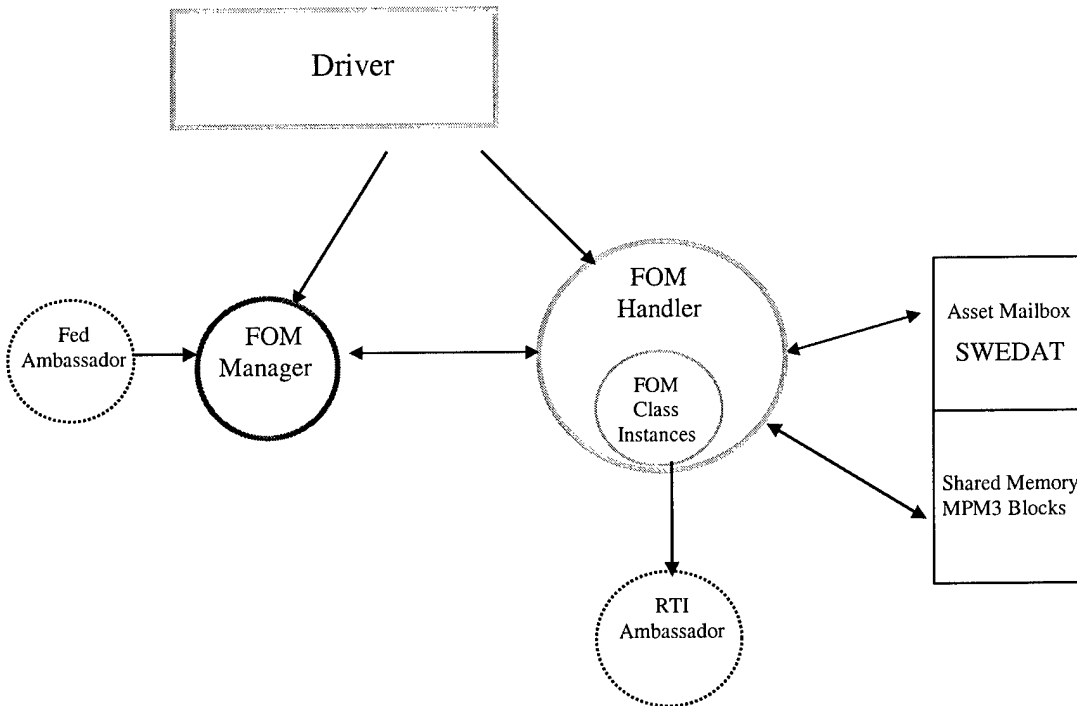 Driver
FOM
Handler
Fed
Ambassador
FOM
Manager
FOM
Class
Instances
Asset Mailbox
SWEDAT
Shared Memory
MPM3 Blocks
RTI
Ambassador